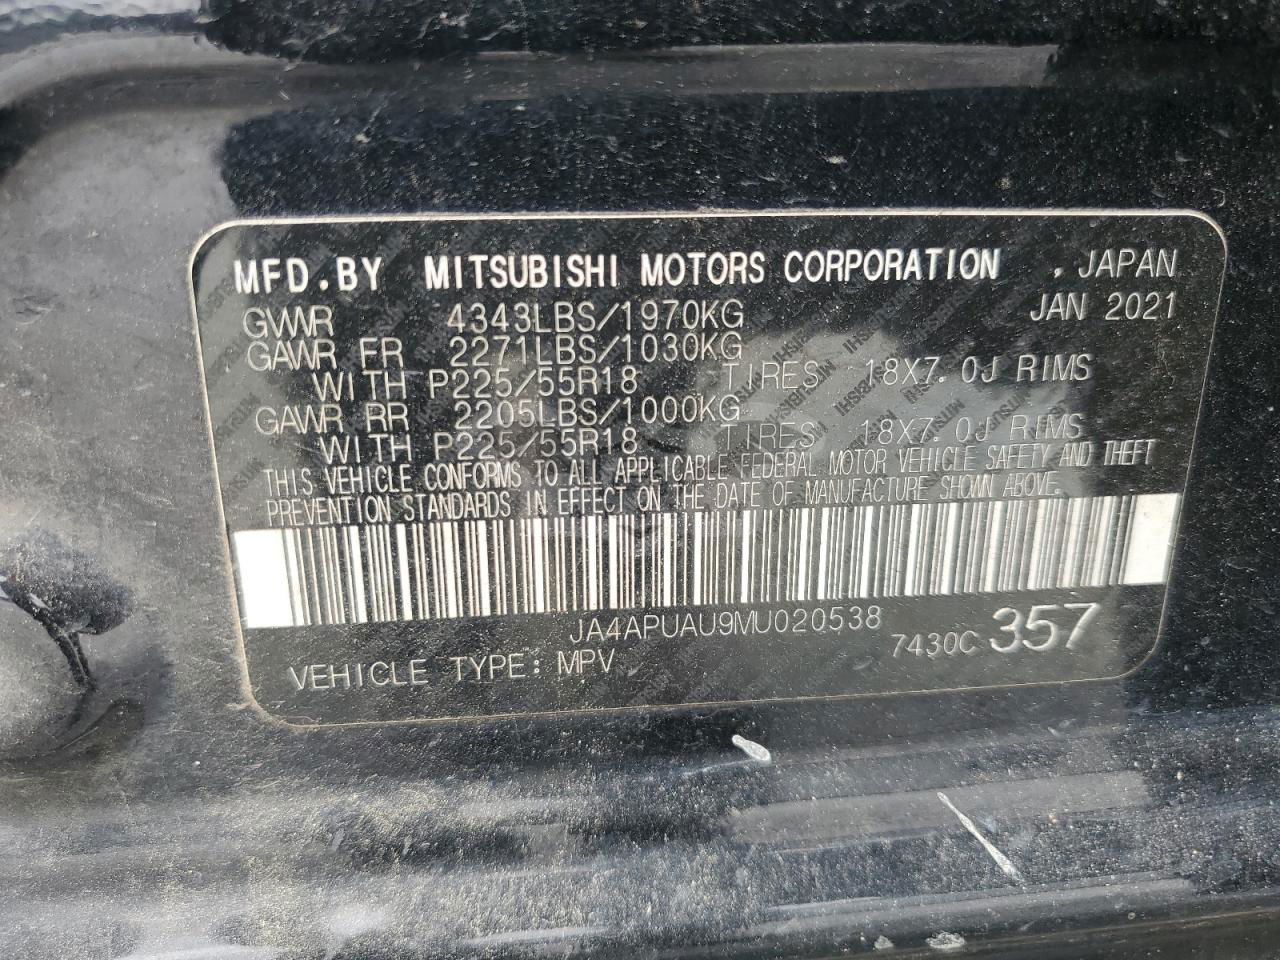 MFD.BY MITSUBISHI MOTORS CORPORATION .JAPAN
GVWR 4343LBS/1970KG JAN 2021
GAWR FR 2271LBS/1030KG
WITH P225/55R18 TIRES 18X7.0J RIMS
GAWR RR 2205LBS/1000KG
WITH P225/55R18 TIRES 18X7.0J RIMS
THIS VEHICLE CONFORMS TO ALL APPLICABLE FEDERAL MOTOR VEHICLE SAFETY AND THEFT
PREVENTION STANDARDS IN EFFECT ON THE DATE OF MANUFACTURE SHOWN ABOVE.
JA4APUAU9MU020538
7430C 357
VEHICLE TYPE: MPV